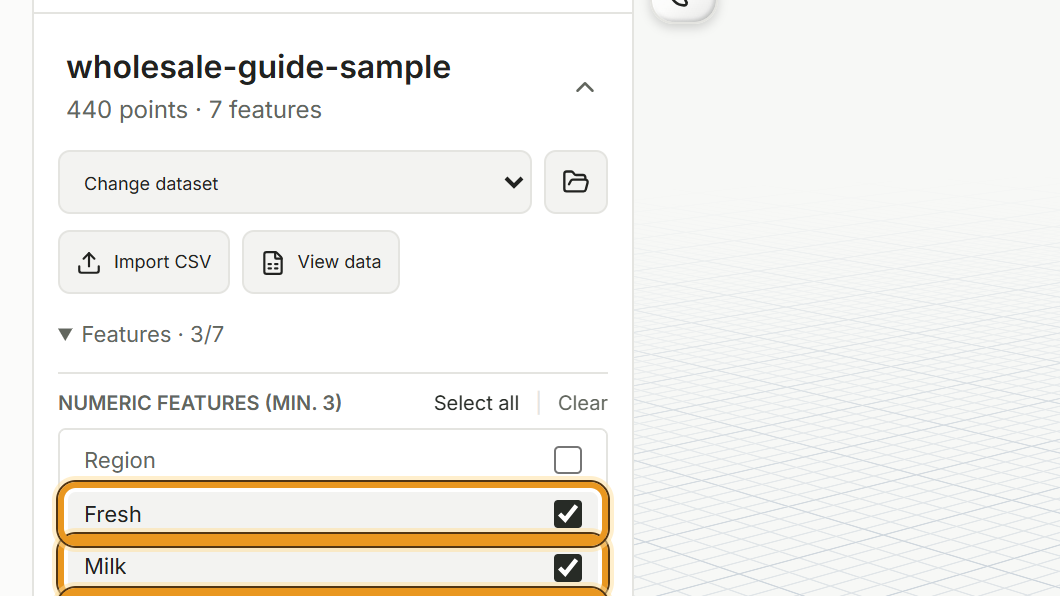 wholesale-guide-sample
440 points · 7 features
Change dataset
Import CSV
View data
Features · 3/7
NUMERIC FEATURES (MIN. 3)
Select all
Clear
Region
Fresh
Milk